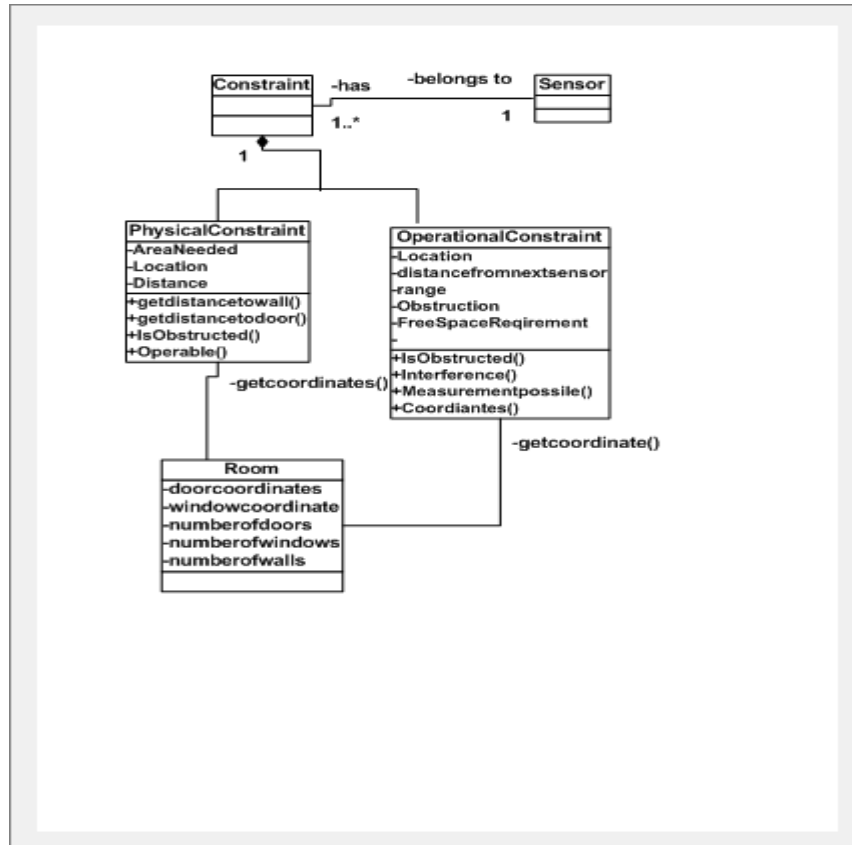 Constraint
-has
-belongs to
Sensor
1..*
1
1
PhysicalConstraint
-AreaNeeded
-Location
-Distance
+getdistancetowall()
+getdistancetodoor()
+IsObstructed()
+Operable()
OperationalConstraint
-Location
-distancefromnextsensor
-range
-Obstruction
-FreeSpaceReqirement
-
+IsObstructed()
+Interference()
+Measurementpossile()
+Coordiantes()
-getcoordinates()
-getcoordinate()
Room
-doorcoordinates
-windowcoordinate
-numberofdoors
-numberofwindows
-numberofwalls